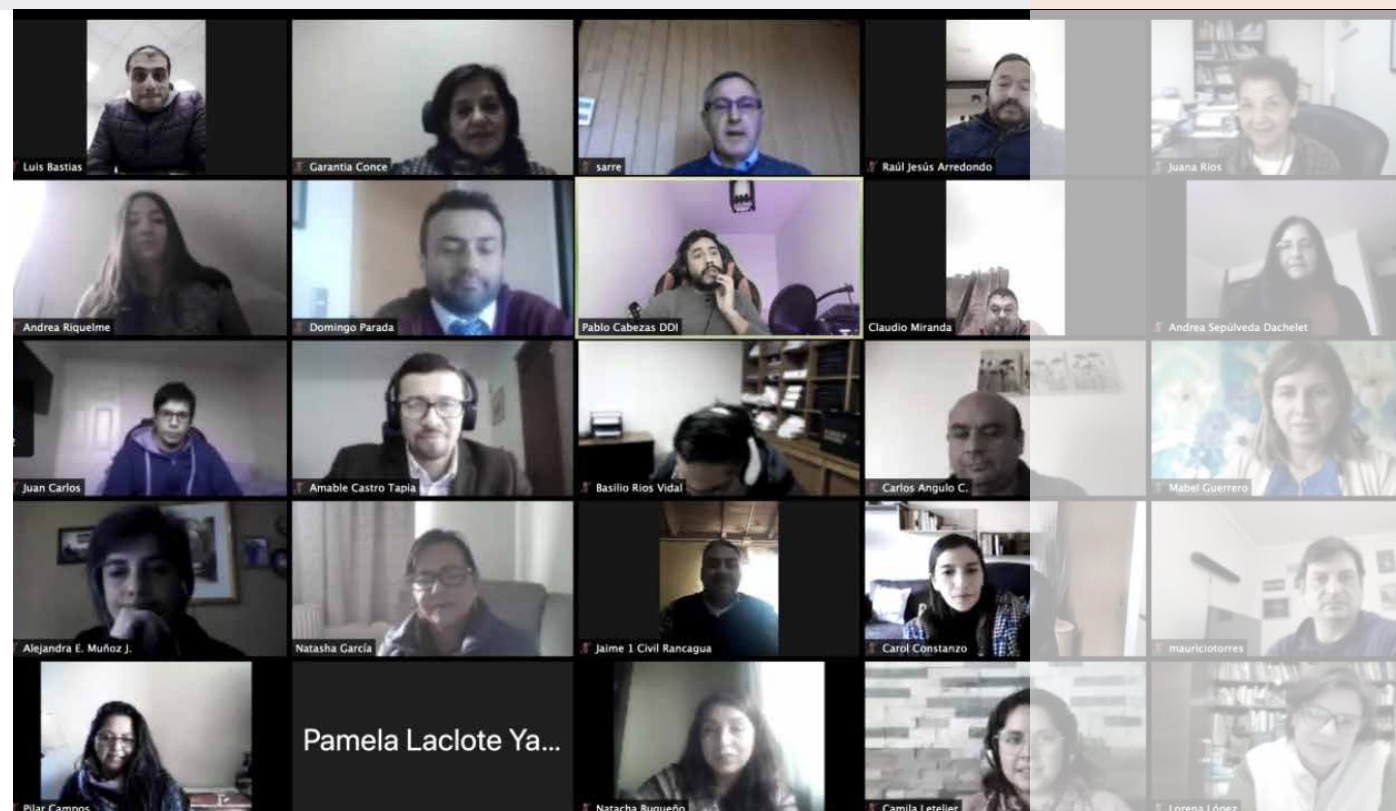 Luis Bastias
Garantia Conce
sarre
Raúl Jesús Arredondo
Juana Rios
Andrea Riquelme
Domingo Parada
Pablo Cabezas DDI
Claudio Miranda
Andrea Sepúlveda Dachelet
Juan Carlos
Amable Castro Tapia
Basilio Rios Vidal
Carlos Angulo C.
Mabel Guerrero
Alejandra E. Muñoz J.
Natasha García
Jaime 1 Civil Rancagua
Carol Constanzo
mauriciotorres
Pilar Campos
Pamela Laclote Ya...
Natacha Rugueño
Camila Letelier
Lorena López